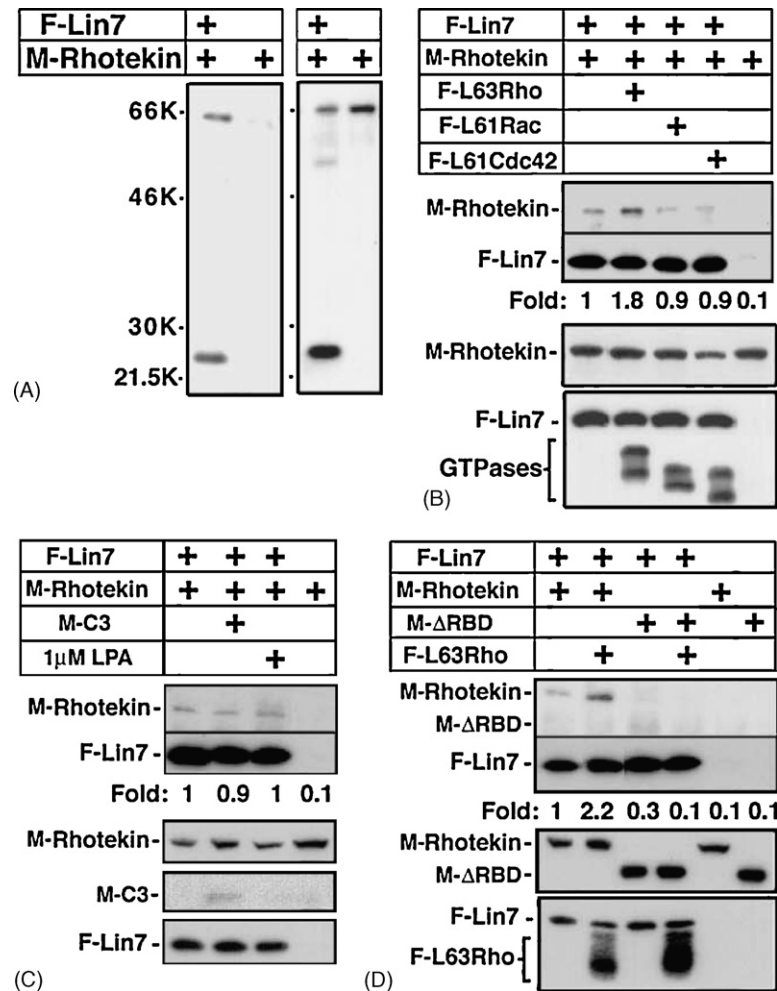 F-Lin7 + +
M-Rhotekin + + + +
66K-
46K-
30K-
21.5K-
(A)
F-Lin7 + + + +
M-Rhotekin + + + + +
F-L63Rho +
F-L61Rac +
F-L61Cdc42 +
M-Rhotekin-
F-Lin7 -
Fold: 1 1.8 0.9 0.9 0.1
M-Rhotekin-
F-Lin7 -
GTPases
(B)
F-Lin7 + + +
M-Rhotekin + + + +
M-C3 +
1μM LPA +
M-Rhotekin-
F-Lin7 -
Fold: 1 0.9 1 0.1
M-Rhotekin-
M-C3-
F-Lin7 -
(C)
F-Lin7 + + + +
M-Rhotekin + + +
M-ΔRBD + + +
F-L63Rho + +
M-Rhotekin-
M-ΔRBD-
F-Lin7 -
Fold: 1 2.2 0.3 0.1 0.1 0.1
M-Rhotekin-
M-ΔRBD-
F-Lin7 -
F-L63Rho
(D)